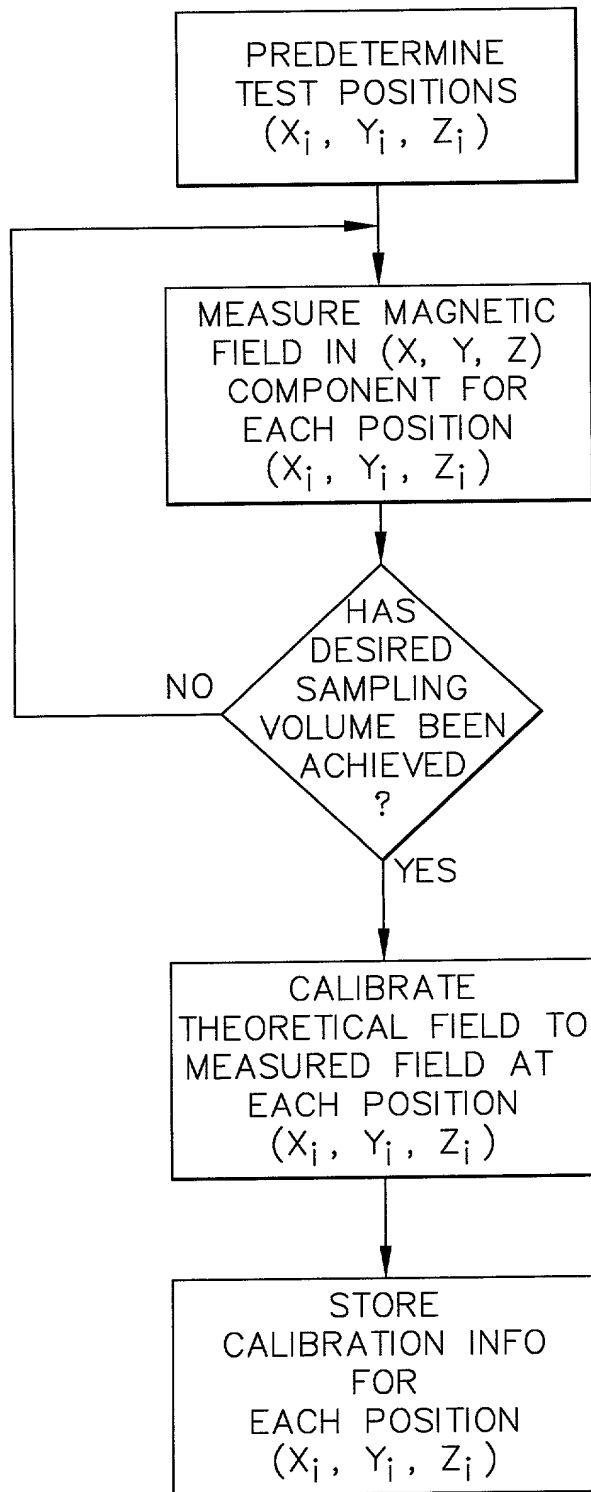 PREDETERMINE
TEST POSITIONS
(Xi, Yi, Zi)
MEASURE MAGNETIC
FIELD IN (X, Y, Z)
COMPONENT FOR
EACH POSITION
(Xi, Yi, Zi)
HAS
DESIRED
SAMPLING
VOLUME BEEN
ACHIEVED
?
NO
YES
CALIBRATE
THEORETICAL FIELD TO
MEASURED FIELD AT
EACH POSITION
(Xi, Yi, Zi)
STORE
CALIBRATION INFO
FOR
EACH POSITION
(Xi, Yi, Zi)